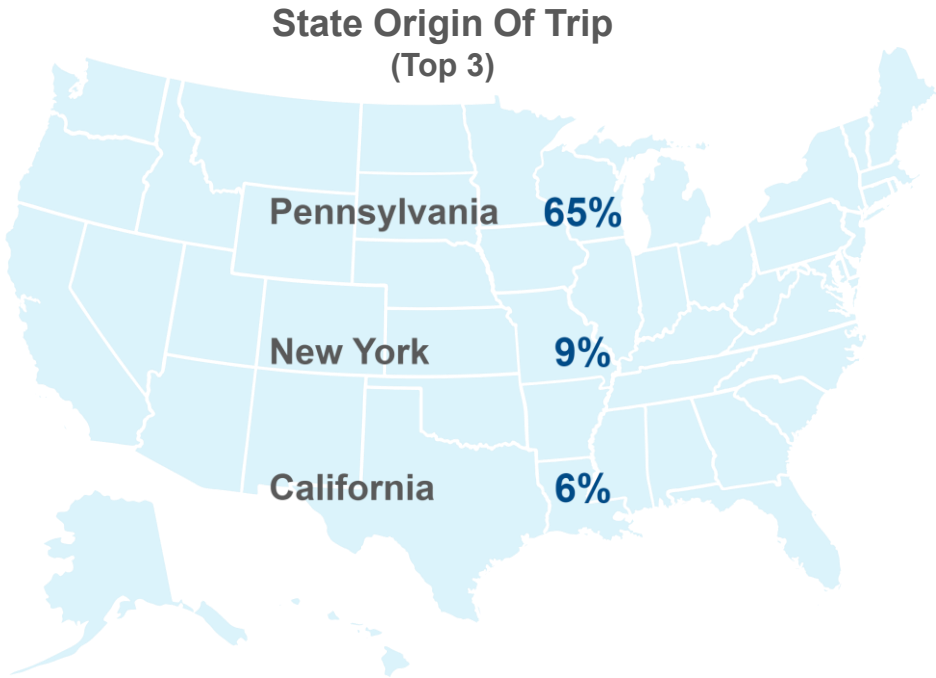 State Origin Of Trip
(Top 3)
Pennsylvania 65%
New York 9%
California 6%